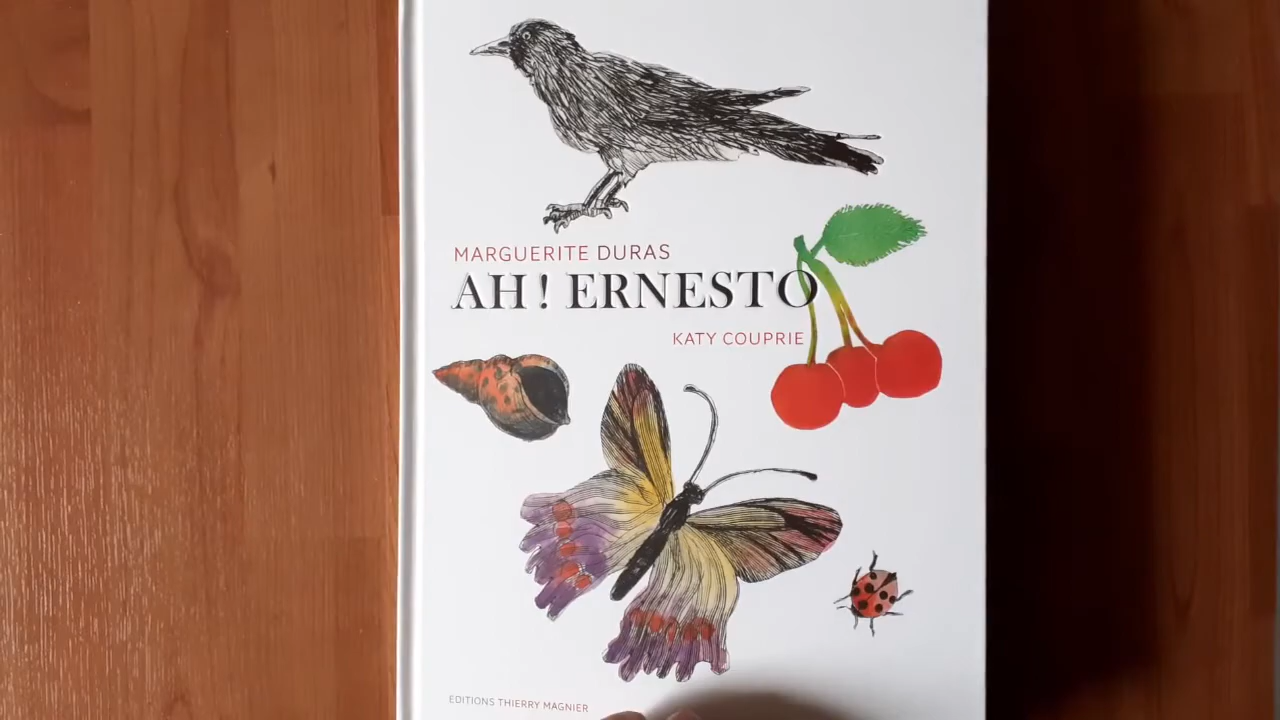 MARGUERITE DURAS
AH! ERNESTO
KATY COUPRIE
EDITIONS THIERRY MAGNIER